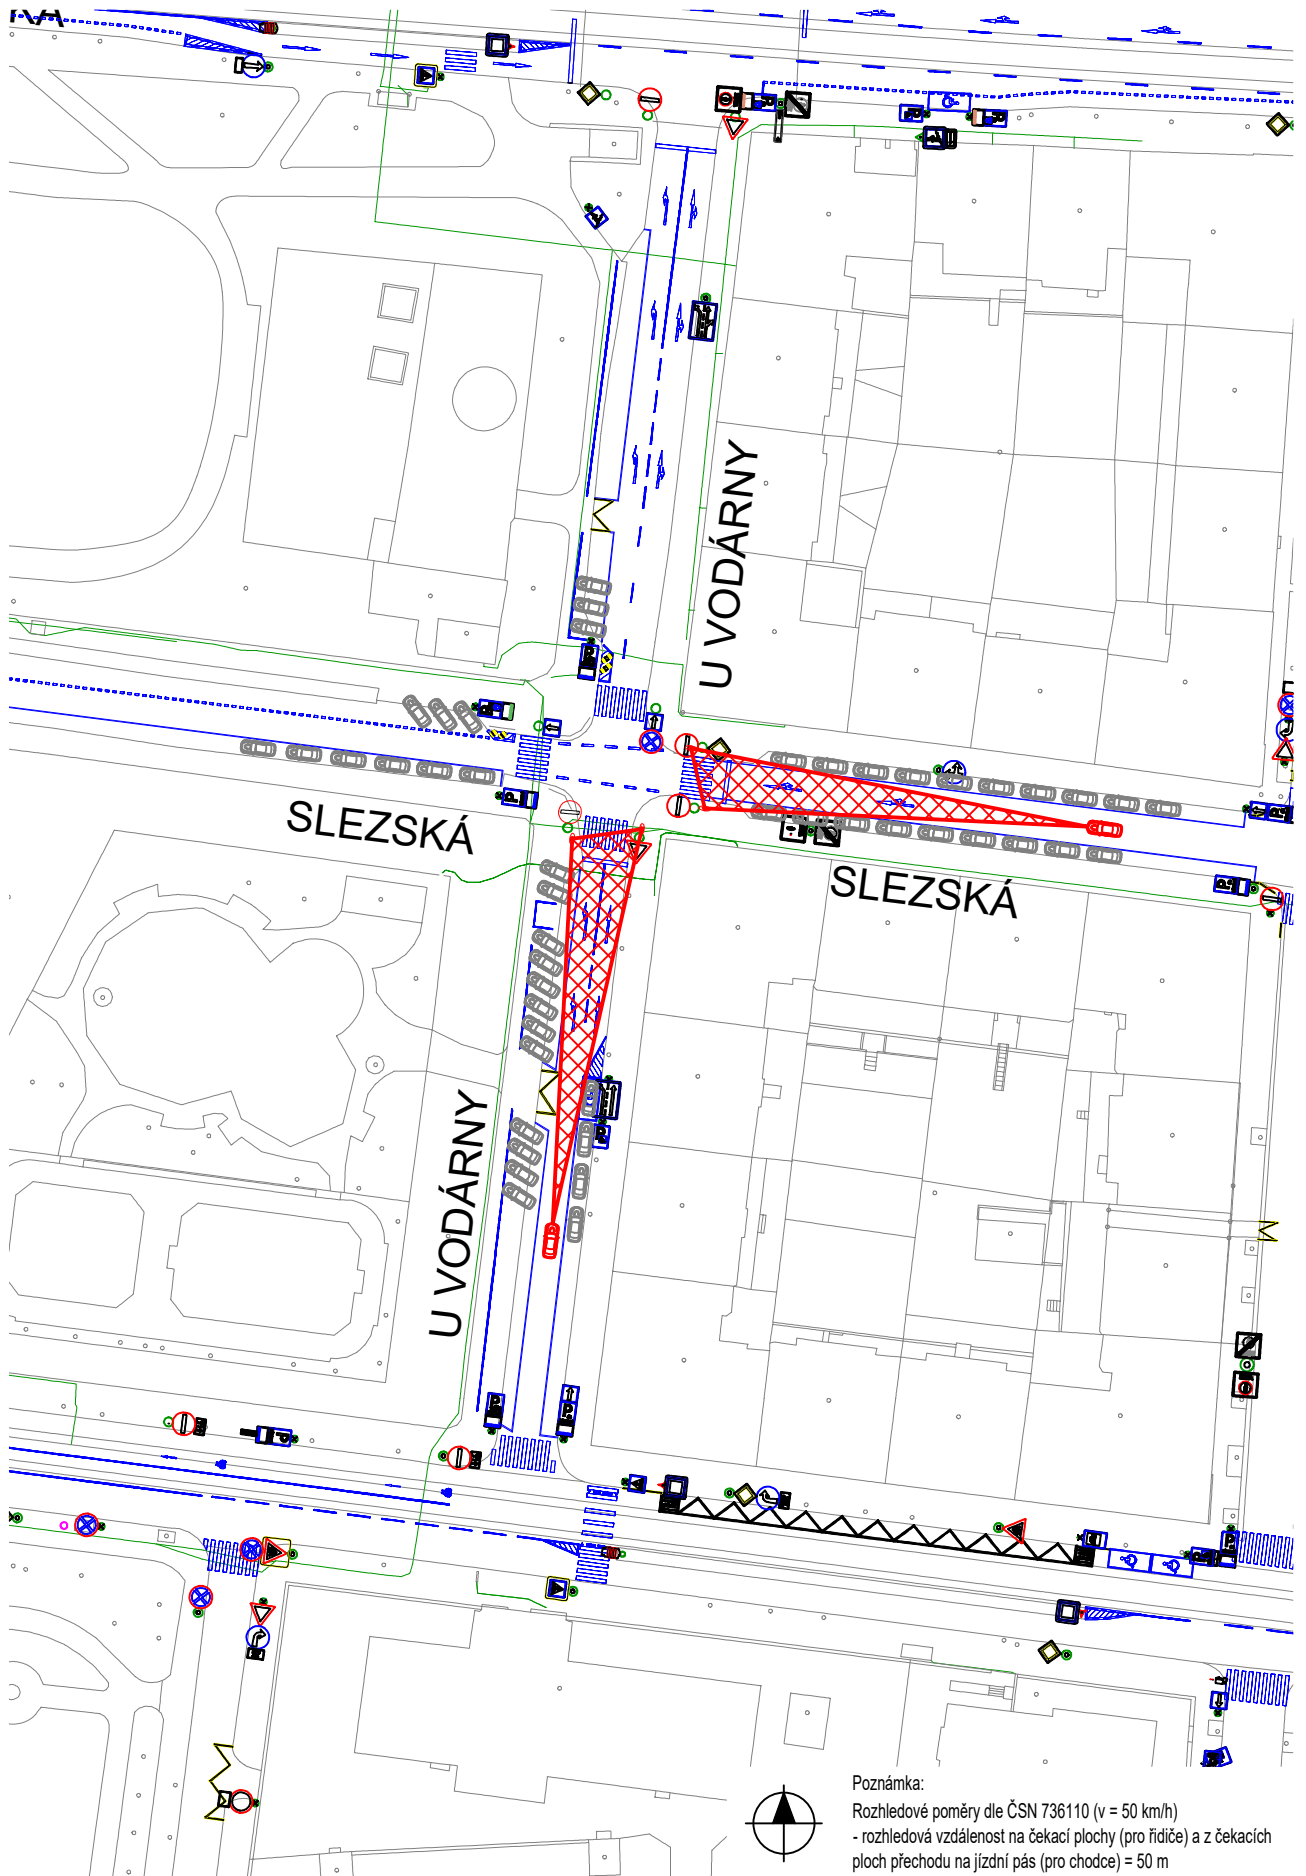 KA
U VODÁRNY
SLEZSKÁ
SLEZSKÁ
U VODÁRNY
Poznámka:
Rozhledové poměry dle ČSN 736110 (v = 50 km/h)
- rozhledová vzdálenost na čekací plochy (pro řidiče) a z čekacích
ploch přechodu na jízdní pás (pro chodce) = 50 m